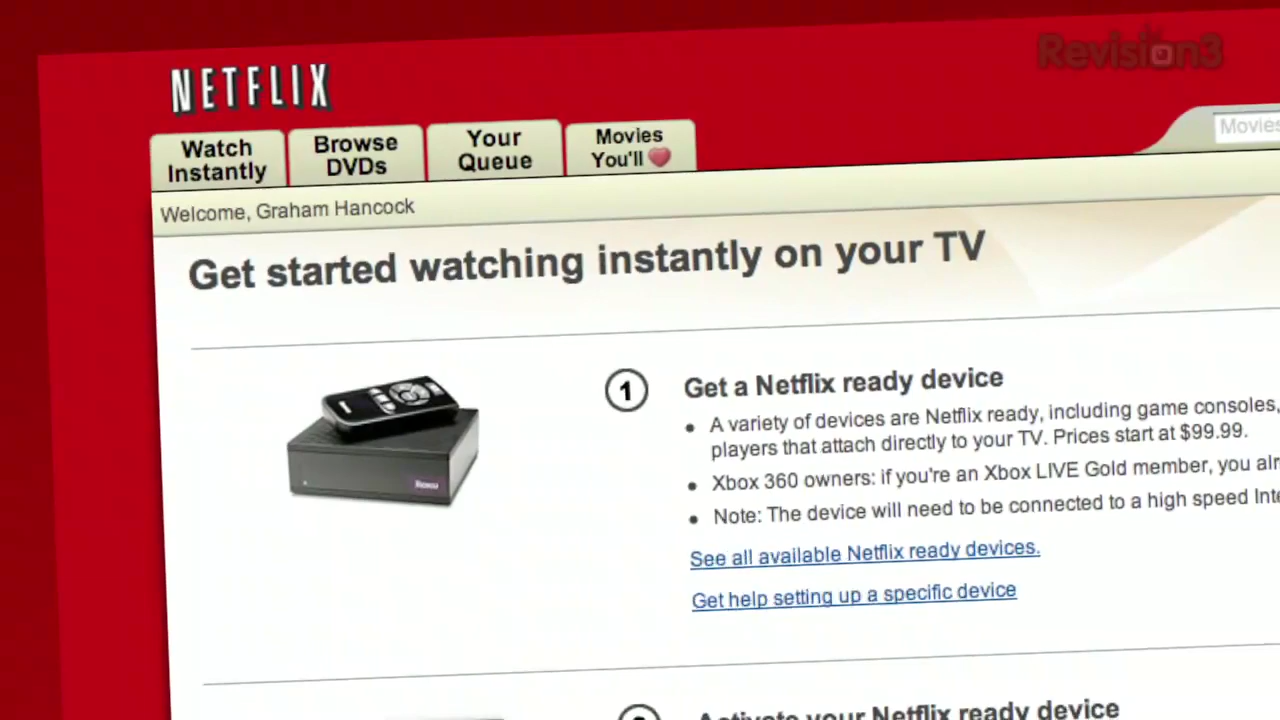 Revision3
NETFLIX
Movies
Watch Instantly
Browse DVDs
Your Queue
Movies You'll
Welcome, Graham Hancock
Get started watching instantly on your TV
1
Get a Netflix ready device
A variety of devices are Netflix ready, including game consoles,
players that attach directly to your TV. Prices start at $99.99.
Xbox 360 owners: if you're an Xbox LIVE Gold member, you
Note: The device will need to be connected to a high speed
See all available Netflix ready devices.
Get help setting up a specific device
Roku
Activate your Netflix ready device